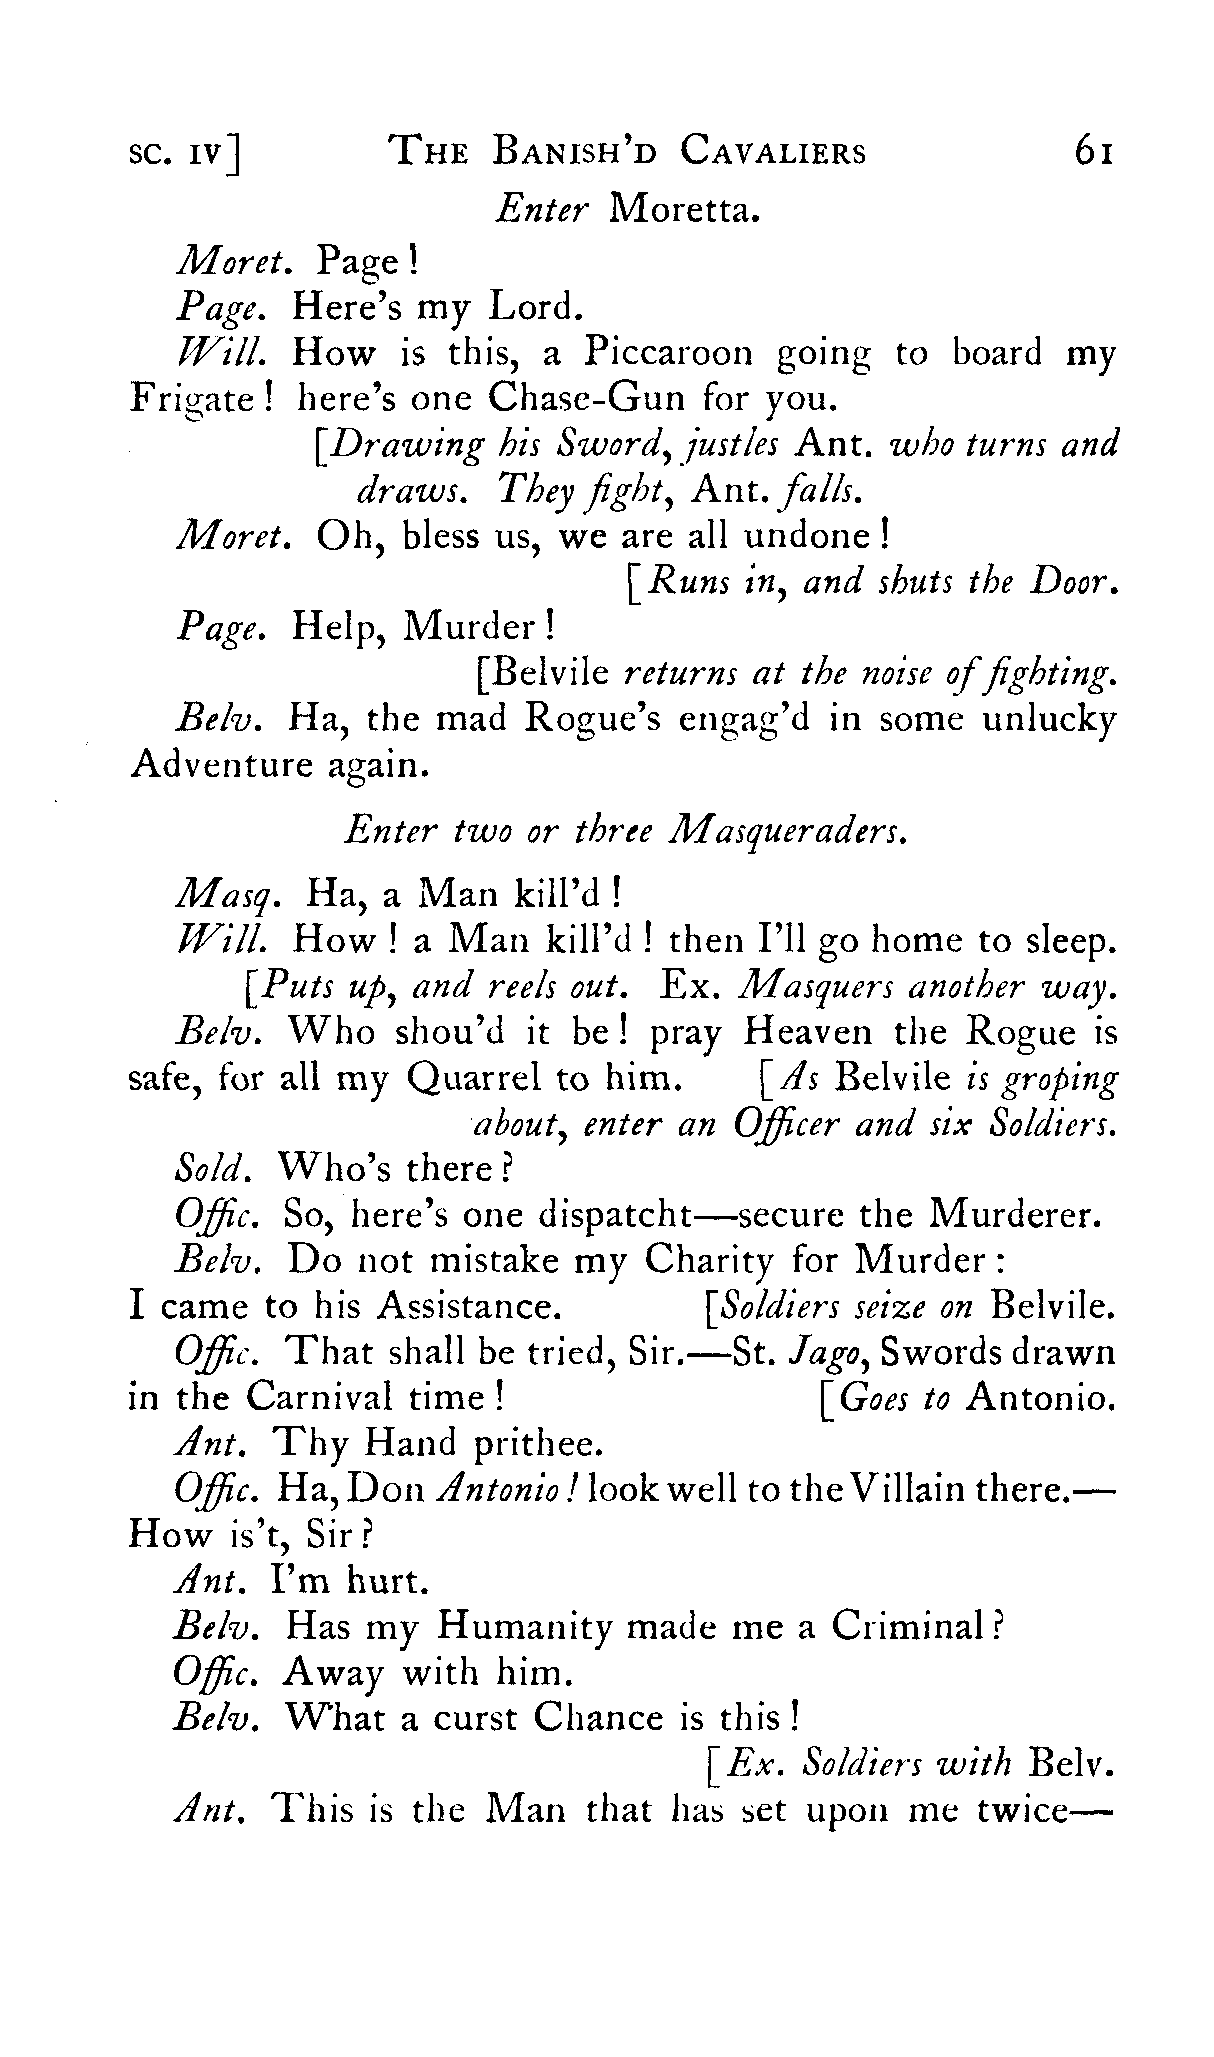 SC. IV] THE BANISH'D CAVALIERS 61
Enter Moretta.
Moret. Page!
Page. Here's my Lord.
Will. How is this, a Piccaroon going to board my
Frigate! here's one Chase-Gun for you.
[Drawing his Sword, justles Ant. who turns and
draws. They fight, Ant. falls.
Moret. Oh, bless us, we are all undone!
[Runs in, and shuts the Door.
Page. Help, Murder!
[Belvile returns at the noise of fighting.
Belv. Ha, the mad Rogue's engag'd in some unlucky
Adventure again.
Enter two or three Masqueraders.
Masq. Ha, a Man kill'd!
Will. How! a Man kill'd! then I'll go home to sleep.
[Puts up, and reels out. Ex. Masquers another way.
Belv. Who shou'd it be! pray Heaven the Rogue is
safe, for all my Quarrel to him. [As Belvile is groping
about, enter an Officer and six Soldiers.
Sold. Who's there?
Offic. So, here's one dispatcht—secure the Murderer.
Belv. Do not mistake my Charity for Murder:
I came to his Assistance. [Soldiers seize on Belvile.
Offic. That shall be tried, Sir.—St. Jago, Swords drawn
in the Carnival time! [Goes to Antonio.
Ant. Thy Hand prithee.
Offic. Ha, Don Antonio! look well to the Villain there.—
How is't, Sir?
Ant. I'm hurt.
Belv. Has my Humanity made me a Criminal?
Offic. Away with him.
Belv. What a curst Chance is this!
[Ex. Soldiers with Belv.
Ant. This is the Man that has set upon me twice—